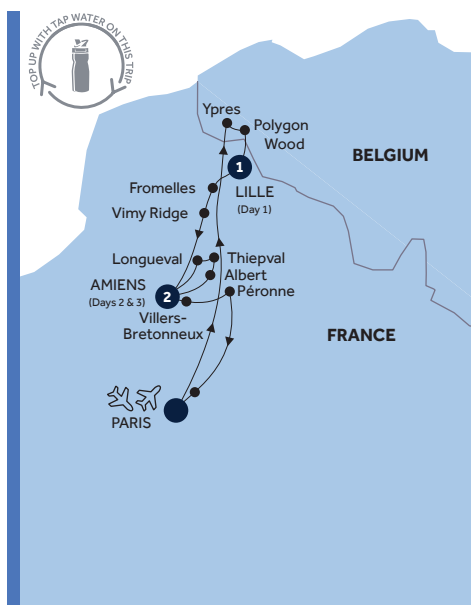 TOP UP WITH TAP WATER ON THIS TRIP
Ypres
Polygon
Wood
BELGIUM
1
LILLE
(Day 1)
Fromelles
Vimy Ridge
Longueval
Thiepval
Albert
AMIENS
(Days 2 & 3)
2
Péronne
Villers-
Bretonneux
FRANCE
PARIS